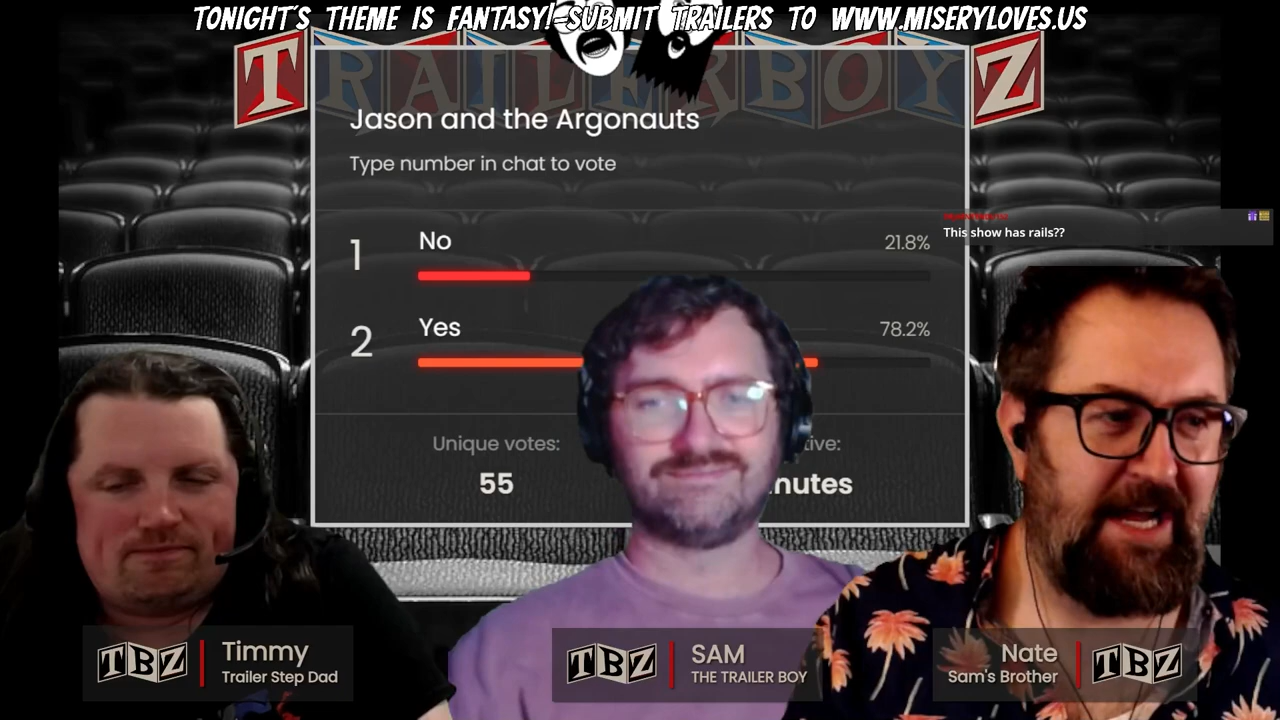 TONIGHT'S THEME IS FANTASY!-SUBMIT TRAILERS TO WWW.MISERYLOVES.US
TRAILERBOYZ
Jason and the Argonauts
Type number in chat to vote
1 No 21.8%
This show has rails??
2 Yes 78.2%
Unique votes:
55
TBZ Timmy
Trailer Step Dad
TBZ SAM
THE TRAILER BOY
Nate TBZ
Sam's Brother